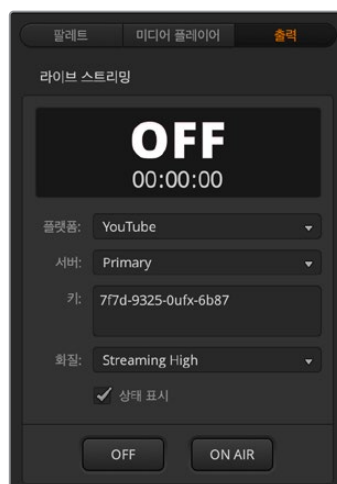 팔레트 미디어 플레이어 출력
라이브 스트리밍
OFF
00:00:00
플랫폼: YouTube
서버: Primary
키: 7f7d-9325-0ufx-6b87
화질: Streaming High
상태 표시
OFF ON AIR